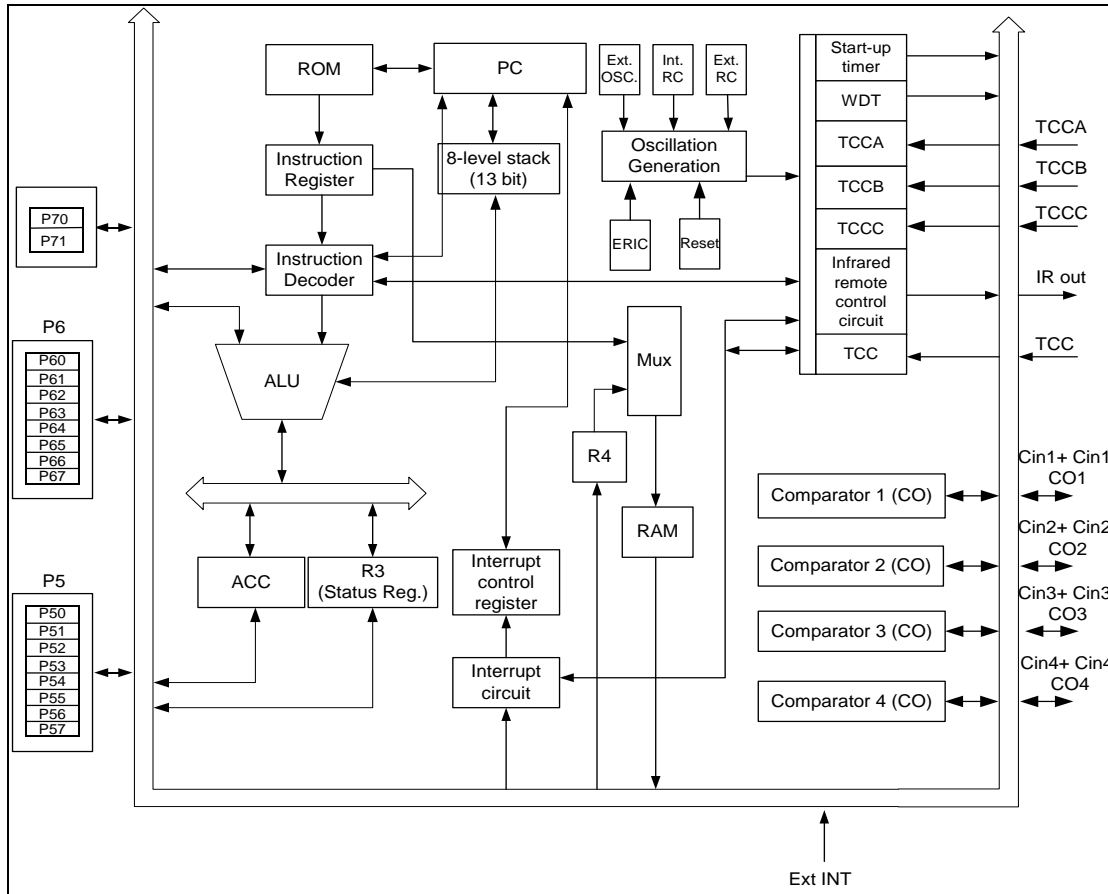 ROM
PC
Ext.
OSC.
Int.
RC
Ext.
RC
Start-up
timer
WDT
TCCA
TCCB
TCCC
Infrared
remote
control
circuit
TCC
TCCA
TCCB
TCCC
IR out
TCC
Instruction
Register
8-level stack
(13 bit)
Oscillation
Generation
ERIC
Reset
Instruction
Decoder
P70
P71
P6
P60
P61
P62
P63
P64
P65
P66
P67
ALU
Mux
R4
RAM
ACC
R3
(Status Reg.)
Interrupt
control
register
Interrupt
circuit
P5
P50
P51
P52
P53
P54
P55
P56
P57
Comparator 1 (CO)
Cin1+ Cin1
CO1
Comparator 2 (CO)
Cin2+ Cin2
CO2
Comparator 3 (CO)
Cin3+ Cin3
CO3
Comparator 4 (CO)
Cin4+ Cin4
CO4
Ext INT